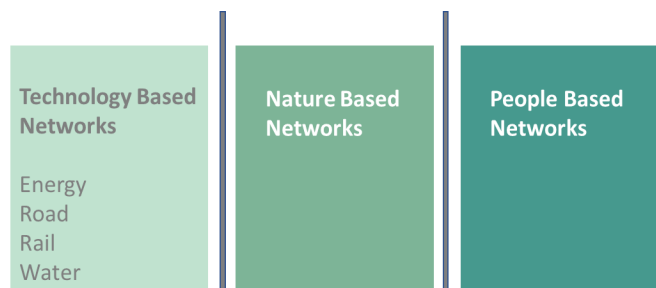 Technology Based
Networks
Energy
Road
Rail
Water
Nature Based
Networks
People Based
Networks